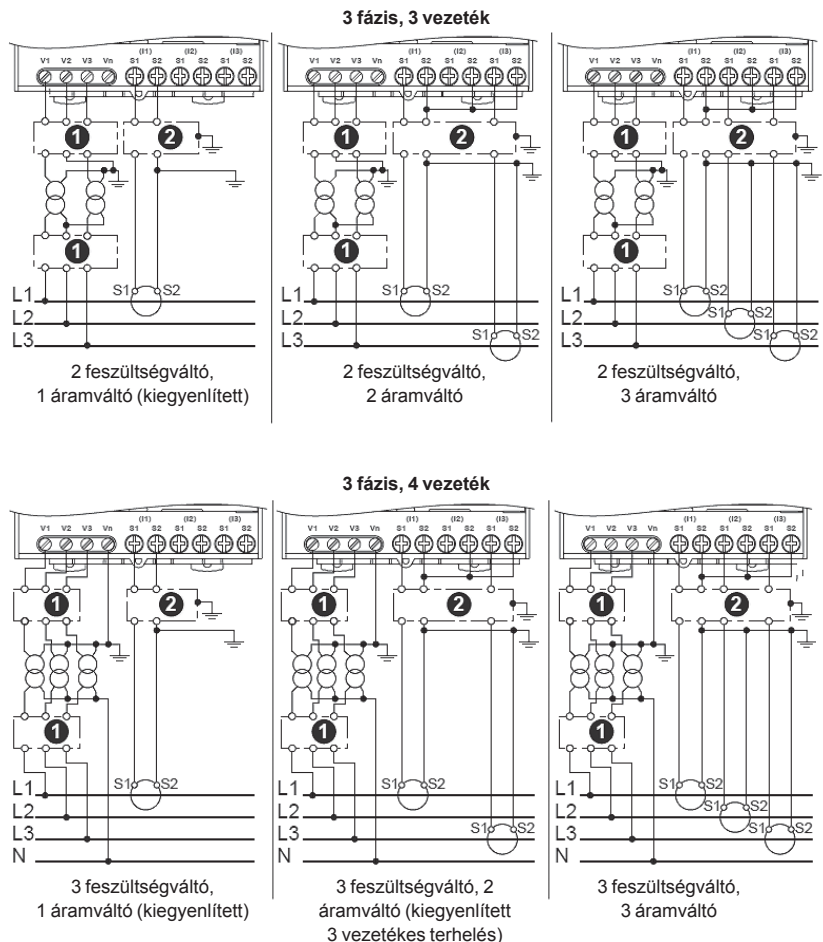 3 fázis, 3 vezeték
(I1) (I2) (I3)
V1 V2 V3 Vn S1 S2 S1 S2 S1 S2
1 2
1
S1 S2
L1
L2
L3
2 feszültségváltó,
1 áramváltó (kiegyenlített)
(I1) (I2) (I3)
V1 V2 V3 Vn S1 S2 S1 S2 S1 S2
1 2
1
S1 S2
L1
L2
S1 S2
L3
2 feszültségváltó,
2 áramváltó
(I1) (I2) (I3)
V1 V2 V3 Vn S1 S2 S1 S2 S1 S2
1 2
1
S1 S2
L1
S1 S2
L2
S1 S2
L3
2 feszültségváltó,
3 áramváltó
3 fázis, 4 vezeték
(I1) (I2) (I3)
V1 V2 V3 Vn S1 S2 S1 S2 S1 S2
1 2
1
S1 S2
L1
L2
L3
N
3 feszültségváltó,
1 áramváltó (kiegyenlített)
(I1) (I2) (I3)
V1 V2 V3 Vn S1 S2 S1 S2 S1 S2
1 2
1
S1 S2
L1
L2
S1 S2
L3
N
3 feszültségváltó, 2
áramváltó (kiegyenlített
3 vezetékes terhelés)
(I1) (I2) (I3)
V1 V2 V3 Vn S1 S2 S1 S2 S1 S2
1 2
1
S1 S2
L1
S1 S2
L2
S1 S2
L3
N
3 feszültségváltó,
3 áramváltó